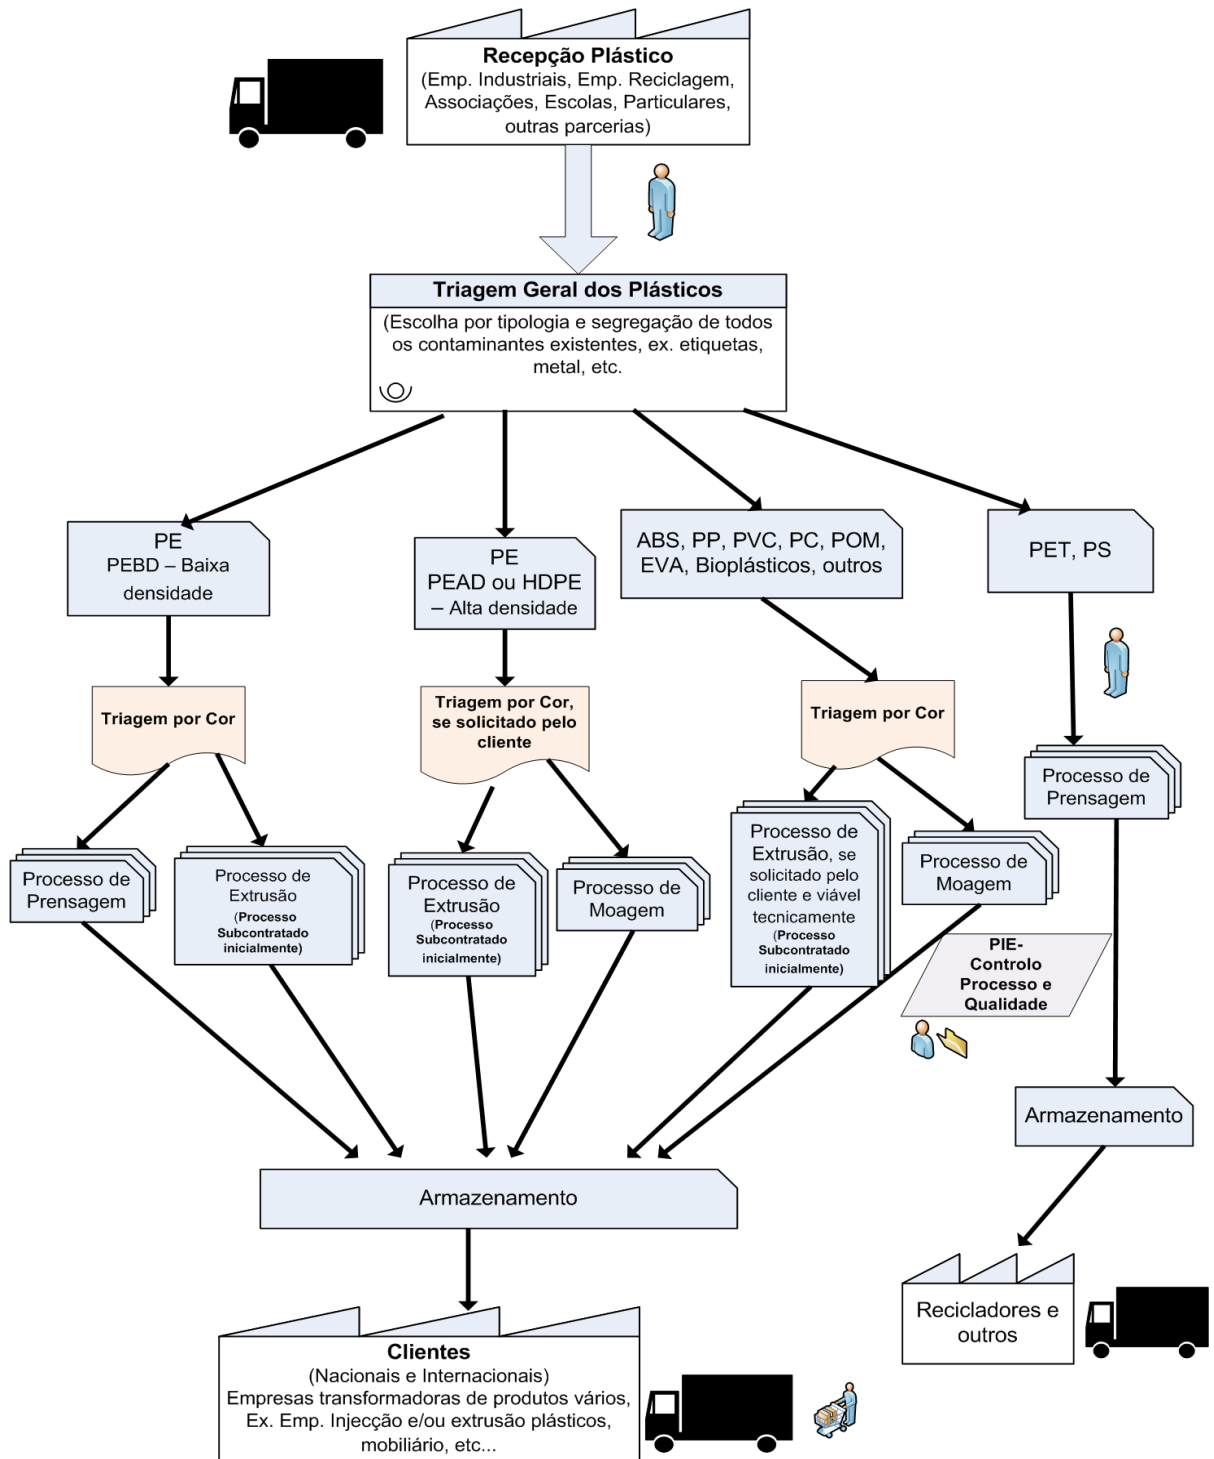 Recepção Plástico
(Emp. Industriais, Emp. Reciclagem,
Associações, Escolas, Particulares,
outras parcerias)
Triagem Geral dos Plásticos
(Escolha por tipologia e segregação de todos
os contaminantes existentes, ex. etiquetas,
metal, etc.
PE
PEBD – Baixa
densidade
PE
PEAD ou HDPE
– Alta densidade
ABS, PP, PVC, PC, POM,
EVA, Bioplásticos, outros
PET, PS
Triagem por Cor
Triagem por Cor,
se solicitado pelo
cliente
Triagem por Cor
Processo de
Prensagem
Processo de
Prensagem
Processo de
Extrusão
(Processo
Subcontratado
inicialmente)
Processo de
Extrusão
(Processo
Subcontratado
inicialmente)
Processo de
Moagem
Processo de
Extrusão, se
solicitado pelo
cliente e viável
tecnicamente
(Processo
Subcontratado
inicialmente)
Processo de
Moagem
PIE-
Controlo
Processo e
Qualidade
Armazenamento
Armazenamento
Recicladores e
outros
Clientes
(Nacionais e Internacionais)
Empresas transformadoras de produtos vários,
Ex. Emp. Injecção e/ou extrusão plásticos,
mobiliário, etc...